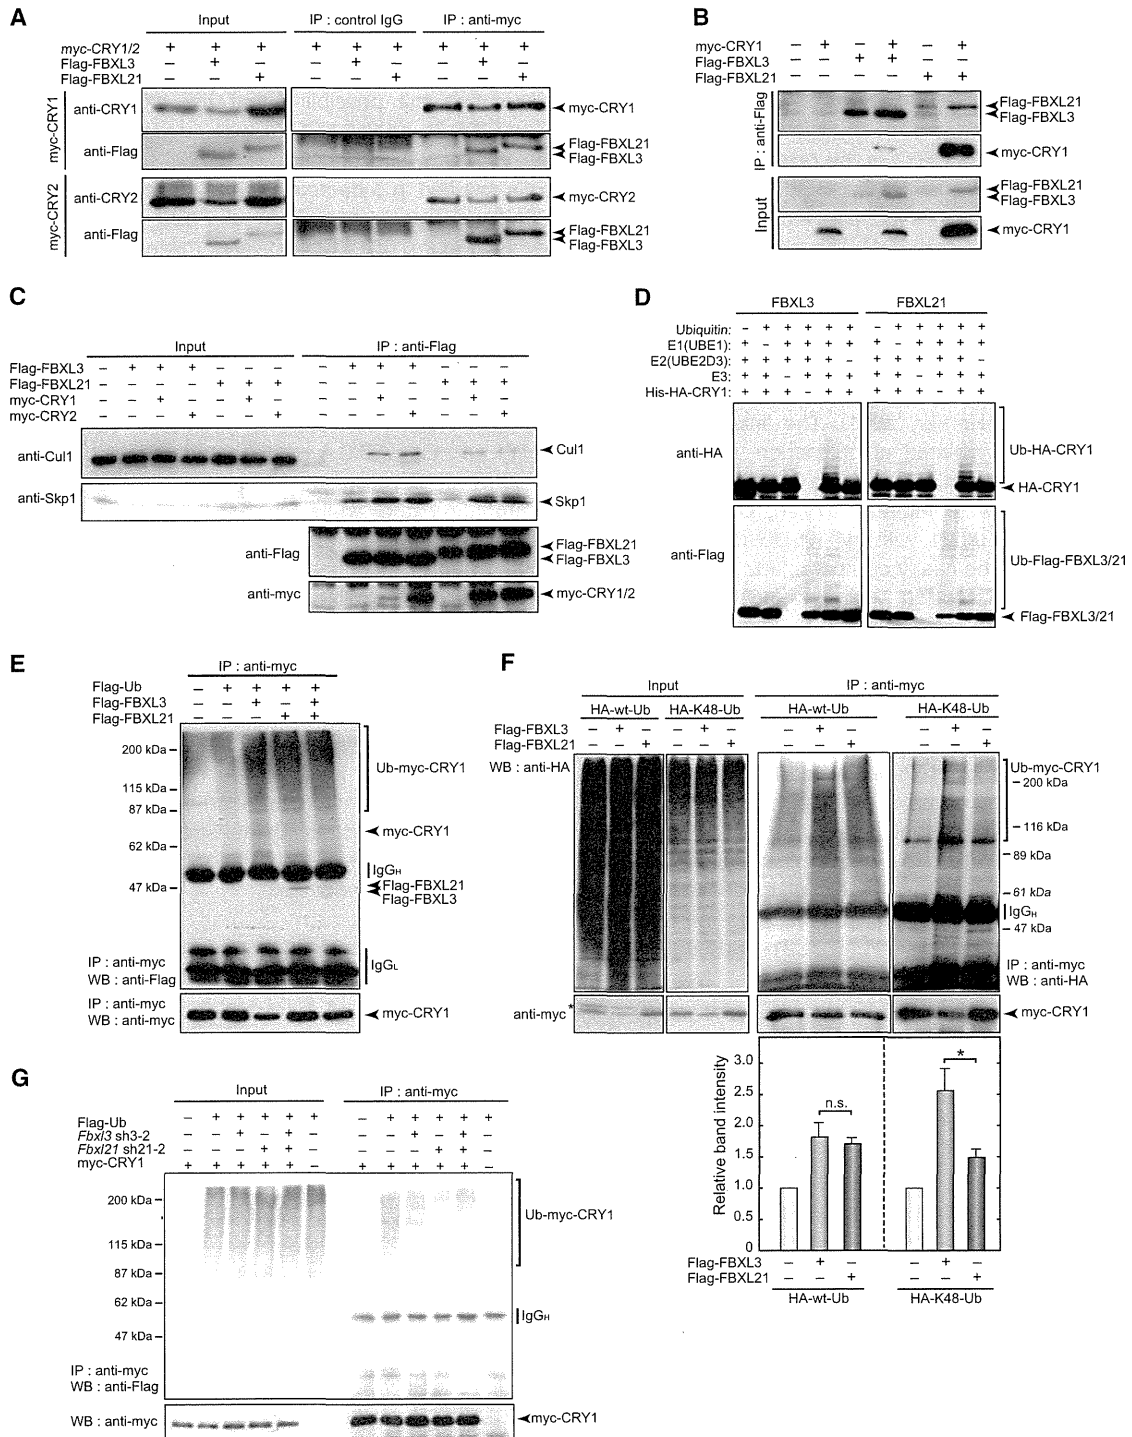 A
Input
IP : control IgG
IP : anti-myc
myc-CRY1/2 + + + + + + + + +
Flag-FBXL3 – + – – + – – + –
Flag-FBXL21 – – + – – + – – +
myc-CRY1
anti-CRY1
myc-CRY1
anti-Flag
Flag-FBXL21
Flag-FBXL3
myc-CRY2
anti-CRY2
myc-CRY2
anti-Flag
Flag-FBXL21
Flag-FBXL3
B
myc-CRY1 – + – + – +
Flag-FBXL3 – – + + – –
Flag-FBXL21 – – – – + +
IP : anti-Flag
Flag-FBXL21
Flag-FBXL3
myc-CRY1
Input
Flag-FBXL21
Flag-FBXL3
myc-CRY1
C
Input
IP : anti-Flag
Flag-FBXL3 – + + + – – – – + + + – – –
Flag-FBXL21 – – – – + + + – – – – + + +
myc-CRY1 – – + – – + – – – + – – + –
myc-CRY2 – – – + – – + – – – + – – +
anti-Cul1
Cul1
anti-Skp1
Skp1
anti-Flag
Flag-FBXL21
Flag-FBXL3
anti-myc
myc-CRY1/2
D
FBXL3
FBXL21
Ubiquitin: – + + + + + – + + + + +
E1(UBE1): + – + + + + + – + + + +
E2(UBE2D3): + + + + + – + + + + + –
E3: + + – + + + + + – + + +
His-HA-CRY1: + + + – + + + + + – + +
anti-HA
Ub-HA-CRY1
HA-CRY1
anti-Flag
Ub-Flag-FBXL3/21
Flag-FBXL3/21
E
IP : anti-myc
Flag-Ub – + + + +
Flag-FBXL3 – – + – +
Flag-FBXL21 – – – + +
200 kDa
115 kDa
87 kDa
62 kDa
47 kDa
Ub-myc-CRY1
myc-CRY1
IgGH
Flag-FBXL21
Flag-FBXL3
IgGL
IP : anti-myc
WB : anti-Flag
IP : anti-myc
WB : anti-myc
myc-CRY1
F
Input
IP : anti-myc
HA-wt-Ub
HA-K48-Ub
HA-wt-Ub
HA-K48-Ub
Flag-FBXL3 – + – – + – – + – – + –
Flag-FBXL21 – – + – – + – – + – – +
WB : anti-HA
Ub-myc-CRY1
200 kDa
116 kDa
89 kDa
61 kDa
IgGH
47 kDa
IP : anti-myc
WB : anti-HA
anti-myc
*
myc-CRY1
Relative band intensity
3.0
2.5
2.0
1.5
1.0
0.5
0
n.s.
*
Flag-FBXL3 – + – – + –
Flag-FBXL21 – – + – – +
HA-wt-Ub
HA-K48-Ub
G
Input
IP : anti-myc
Flag-Ub – + + + + + – + + + + +
Fbxl3 sh3-2 – – + – + – – – + – + –
Fbxl21 sh21-2 – – – + + – – – – + + –
myc-CRY1 + + + + + – + + + + + –
200 kDa
115 kDa
87 kDa
62 kDa
47 kDa
Ub-myc-CRY1
IgGH
IP : anti-myc
WB : anti-Flag
WB : anti-myc
myc-CRY1